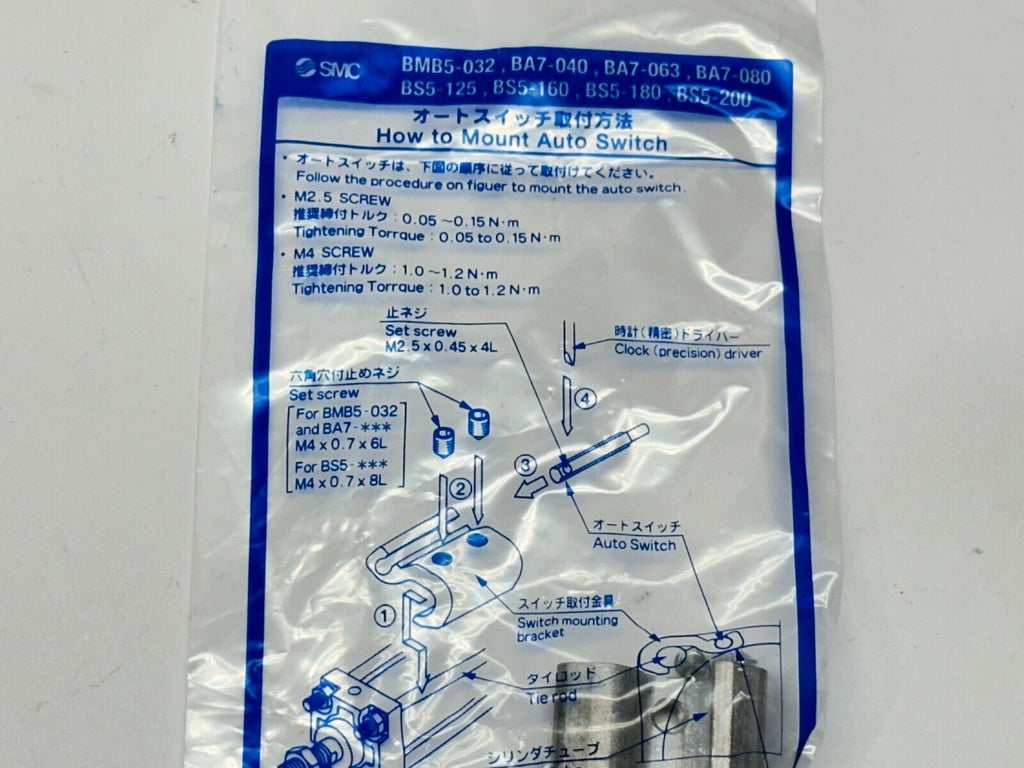 SMC
BMB5-032 , BA7-040 , BA7-063 , BA7-080
BS5-125 , BS5-160 , BS5-180 , BS5-200
オートスイッチ取付方法
How to Mount Auto Switch
・オートスイッチは、下図の順序に従って取付けてください。
Follow the procedure on figuer to mount the auto switch.
・M2.5 SCREW
推奨締付トルク：0.05～0.15N·m
Tightening Torrque : 0.05 to 0.15N·m
・M4 SCREW
推奨締付トルク：1.0～1.2N·m
Tightening Torrque : 1.0 to 1.2N·m
止ネジ
Set screw
M2.5 x 0.45 x 4L
時計(精密)ドライバー
Clock (precision) driver
六角穴付止めネジ
Set screw
For BMB5-032
and BA7-***
M4 x 0.7 x 6L
For BS5-***
M4 x 0.7 x 8L
④
③
②
オートスイッチ
Auto Switch
①
スイッチ取付金具
Switch mounting
bracket
タイロッド
Tie rod
シリンダチューブ